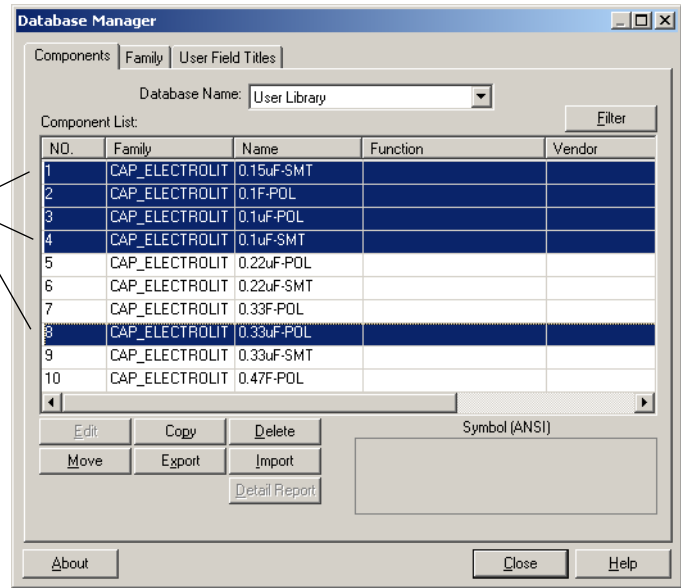 Database Manager
Components Family User Field Titles
Database Name: User Library
Filter
Component List:
NO. Family Name Function Vendor
1 CAP_ELECTROLIT 0.15uF-SMT
2 CAP_ELECTROLIT 0.1F-POL
3 CAP_ELECTROLIT 0.1uF-POL
4 CAP_ELECTROLIT 0.1uF-SMT
5 CAP_ELECTROLIT 0.22uF-POL
6 CAP_ELECTROLIT 0.22uF-SMT
7 CAP_ELECTROLIT 0.33F-POL
8 CAP_ELECTROLIT 0.33uF-POL
9 CAP_ELECTROLIT 0.33uF-SMT
10 CAP_ELECTROLIT 0.47F-POL
Edit Copy Delete Symbol (ANSI)
Move Export Import
Detail Report
About Close Help